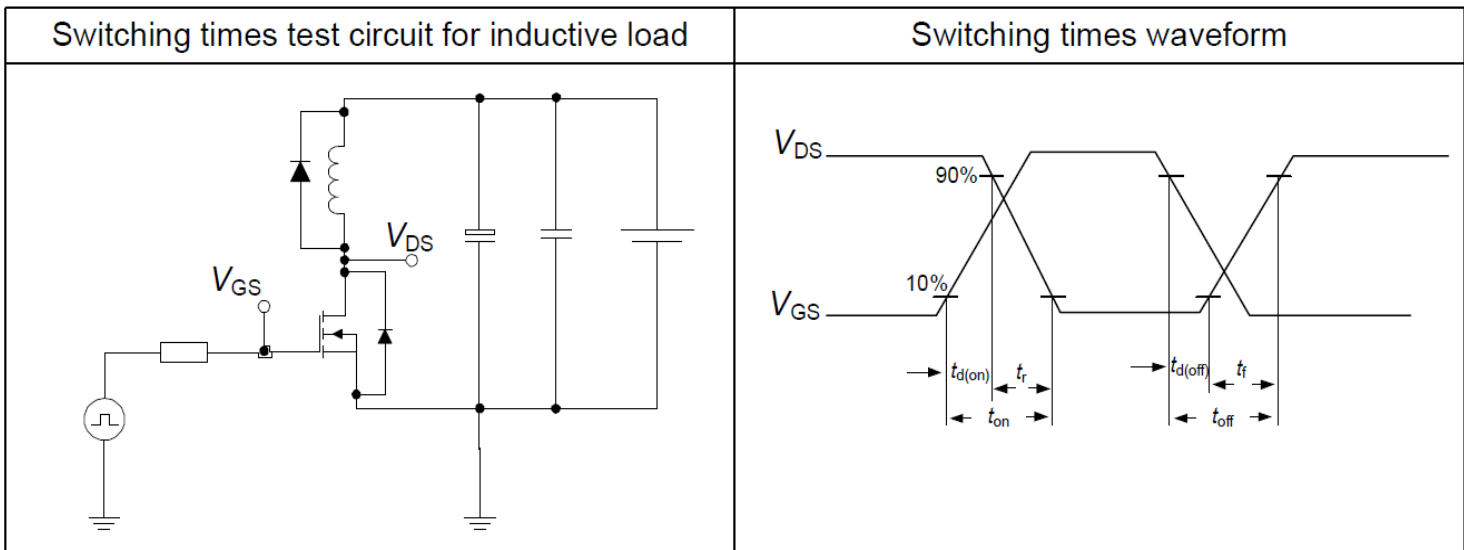 Switching times test circuit for inductive load
Switching times waveform
VDS
VGS
VDS
90%
10%
VGS
td(on)
tr
td(off)
tf
ton
toff